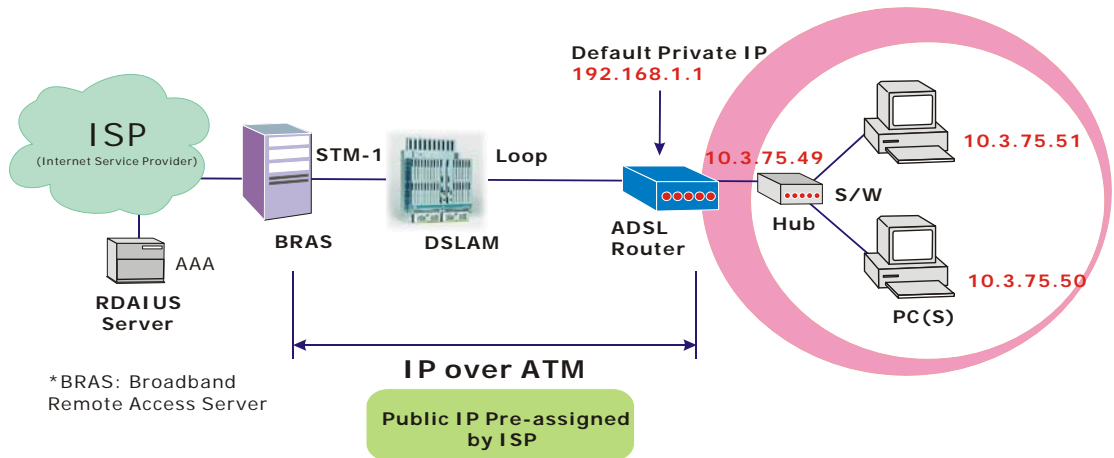 ISP
(Internet Service Provider)
AAA
RDAIUS
Server
BRAS
STM-1
DSLAM
Loop
Default Private IP
192.168.1.1
ADSL
Router
10.3.75.49
S/W
Hub
10.3.75.51
10.3.75.50
PC(S)
IP over ATM
Public IP Pre-assigned
by ISP
*BRAS: Broadband
Remote Access Server